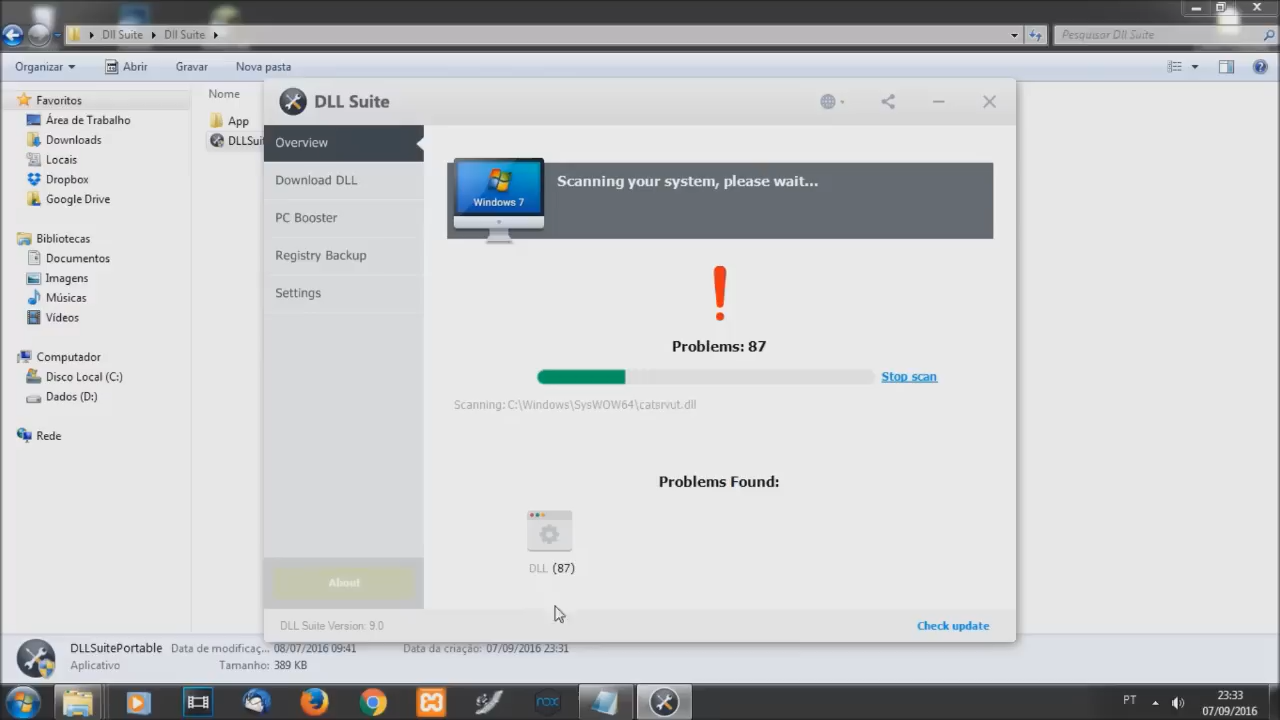 Dll Suite
Dll Suite
Pesquisar Dll Suite
Organizar
Abrir
Gravar
Nova pasta
Favoritos
Área de Trabalho
Downloads
Locais
Dropbox
Google Drive
Bibliotecas
Documentos
Imagens
Músicas
Vídeos
Computador
Disco Local (C:)
Dados (D:)
Rede
Nome
App
DLLSuit
DLL Suite
Overview
Download DLL
PC Booster
Registry Backup
Settings
About
Windows 7
Scanning your system, please wait...
Problems: 87
Stop scan
Scanning: C:\Windows\SysWOW64\catsrvut.dll
Problems Found:
DLL (87)
DLL Suite Version: 9.0
Check update
DLLSuitePortable
Data de modificaç... 08/07/2016 09:41
Data da criação: 07/09/2016 23:31
Aplicativo
Tamanho: 389 KB
nox
PT
23:33
07/09/2016